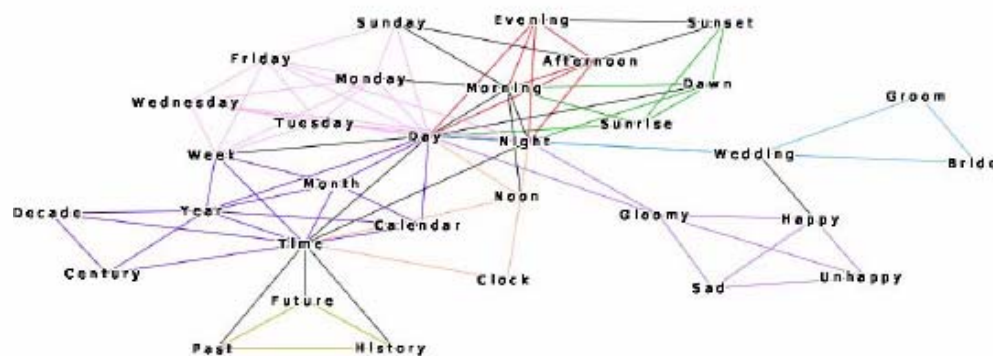 Sunday
Evening
Sunset
Friday
Afternoon
Monday
Morning
Dawn
Wednesday
Groom
Tuesday
Day
Night
Sunrise
Week
Wedding
Bride
Month
Noon
Decade
Year
Calendar
Gloomy
Happy
Time
Century
Clock
Sad
Unhappy
Future
Past
History